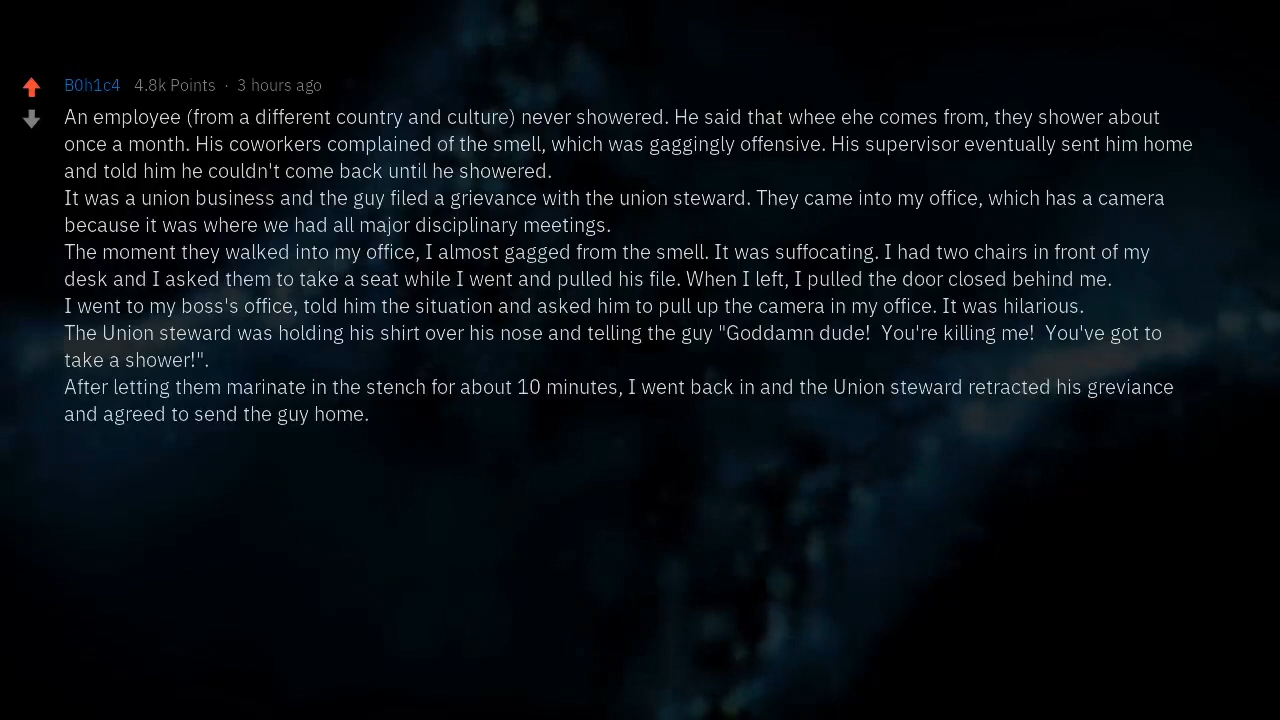 B0h1c4 4.8k Points · 3 hours ago
An employee (from a different country and culture) never showered. He said that whee ehe comes from, they shower about
once a month. His coworkers complained of the smell, which was gaggingly offensive. His supervisor eventually sent him home
and told him he couldn't come back until he showered.
It was a union business and the guy filed a grievance with the union steward. They came into my office, which has a camera
because it was where we had all major disciplinary meetings.
The moment they walked into my office, I almost gagged from the smell. It was suffocating. I had two chairs in front of my
desk and I asked them to take a seat while I went and pulled his file. When I left, I pulled the door closed behind me.
I went to my boss's office, told him the situation and asked him to pull up the camera in my office. It was hilarious.
The Union steward was holding his shirt over his nose and telling the guy "Goddamn dude!  You're killing me!  You've got to
take a shower!".
After letting them marinate in the stench for about 10 minutes, I went back in and the Union steward retracted his greviance
and agreed to send the guy home.